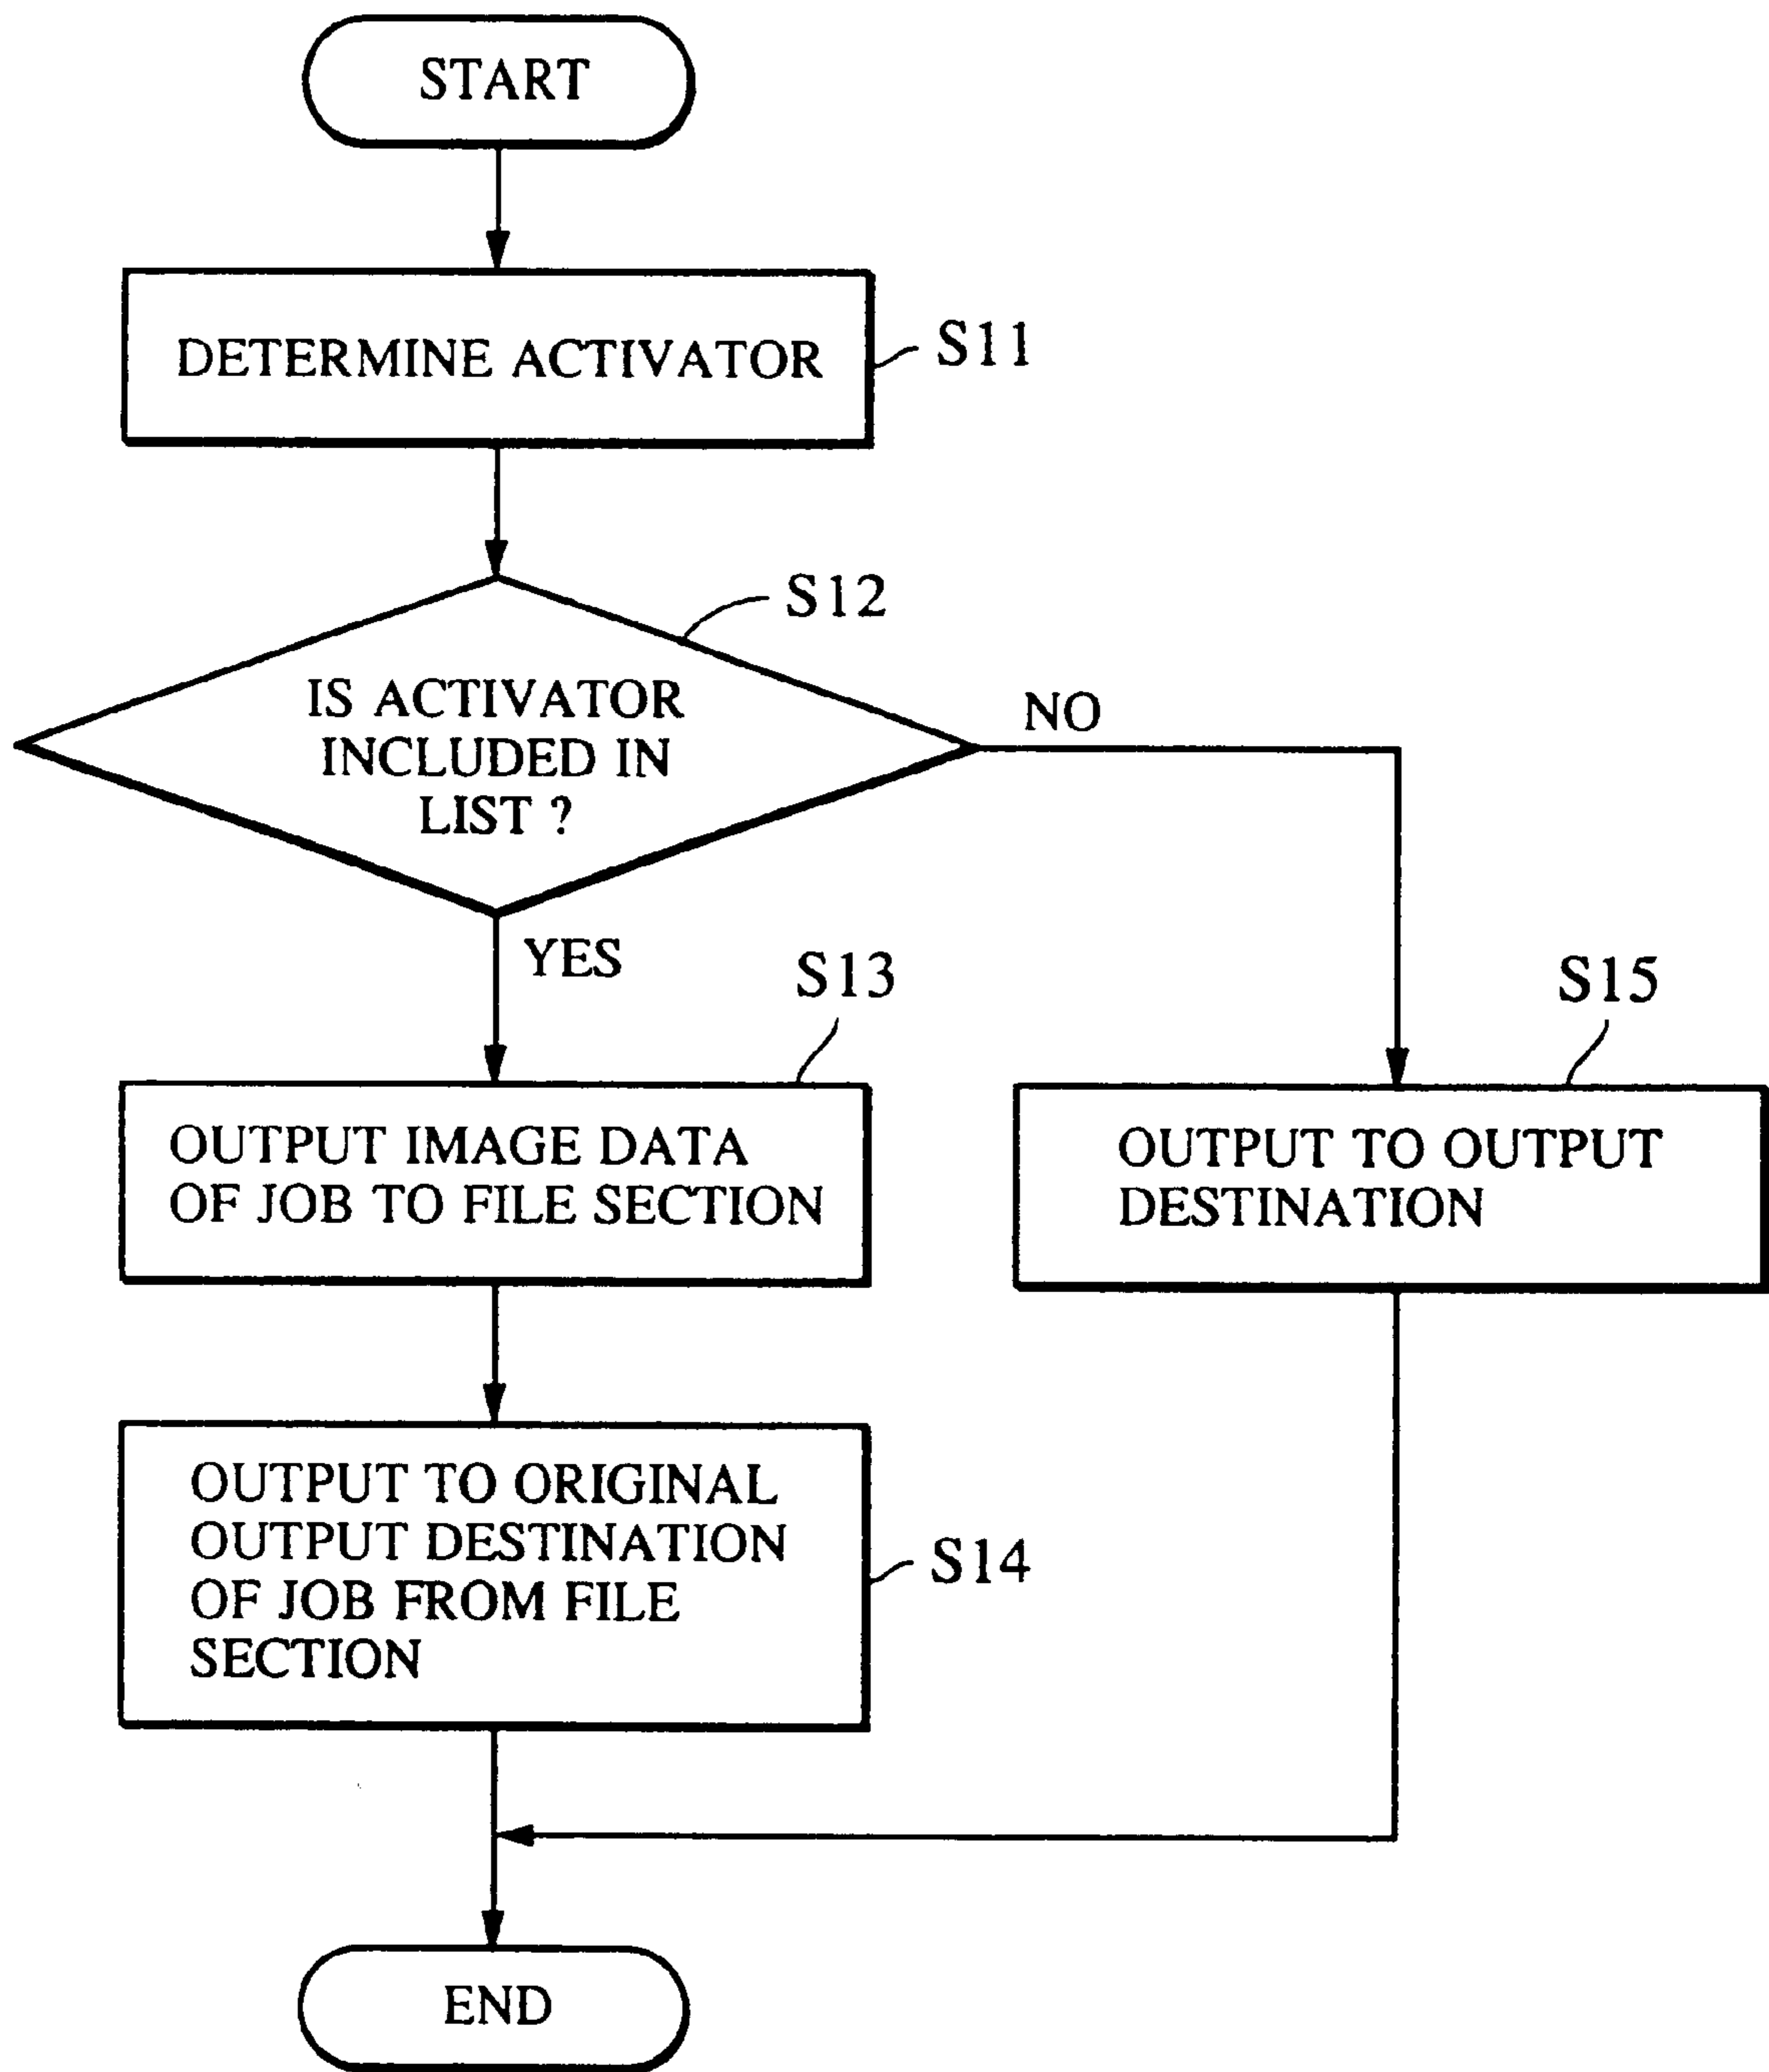 START
DETERMINE ACTIVATOR
S11
S12
IS ACTIVATOR
INCLUDED IN
LIST ?
NO
YES
S13
OUTPUT IMAGE DATA
OF JOB TO FILE SECTION
S15
OUTPUT TO OUTPUT
DESTINATION
OUTPUT TO ORIGINAL
OUTPUT DESTINATION
OF JOB FROM FILE
SECTION
S14
END